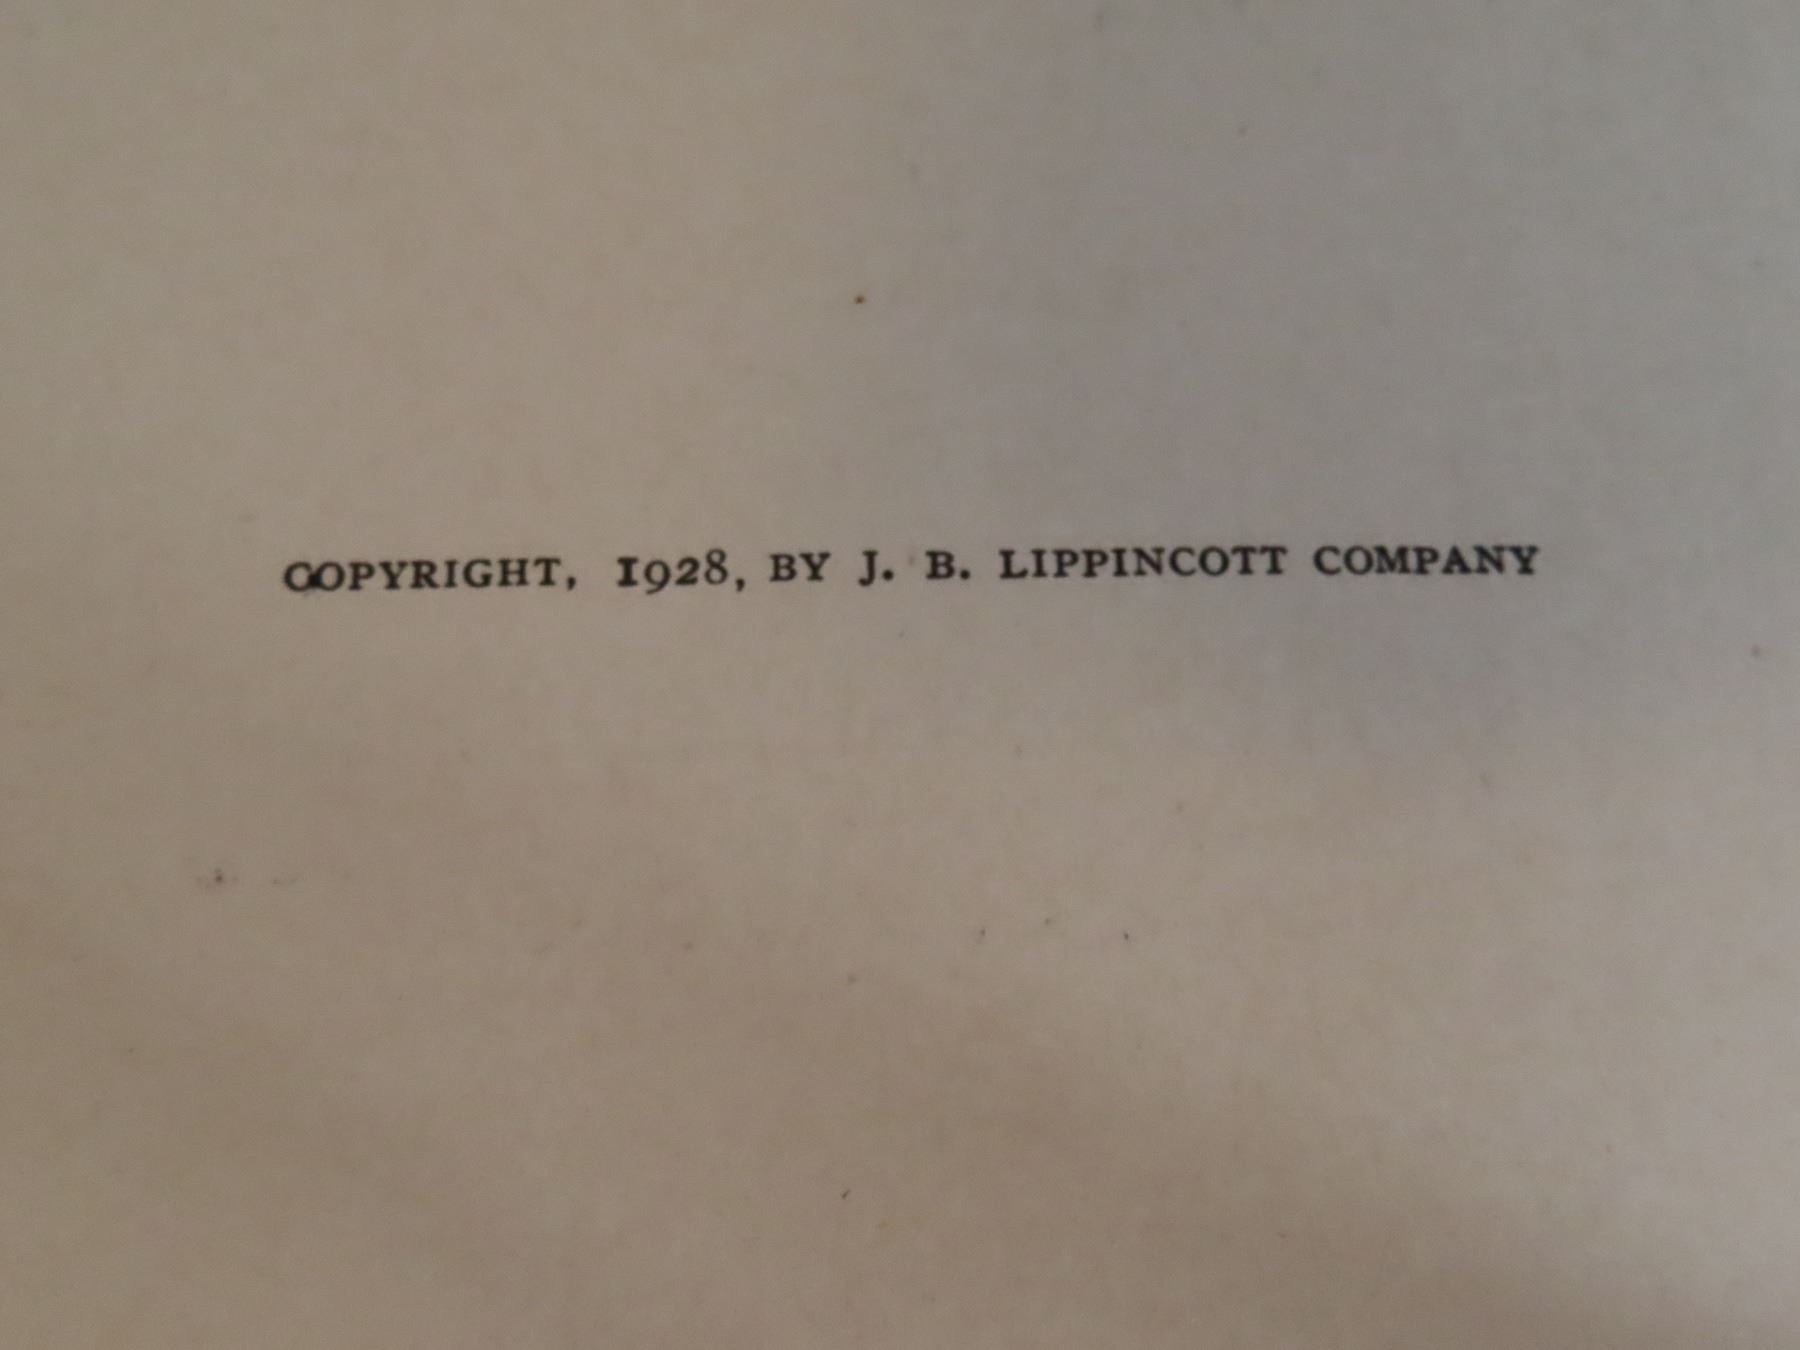 COPYRIGHT, 1928, BY J. B. LIPPINCOTT COMPANY